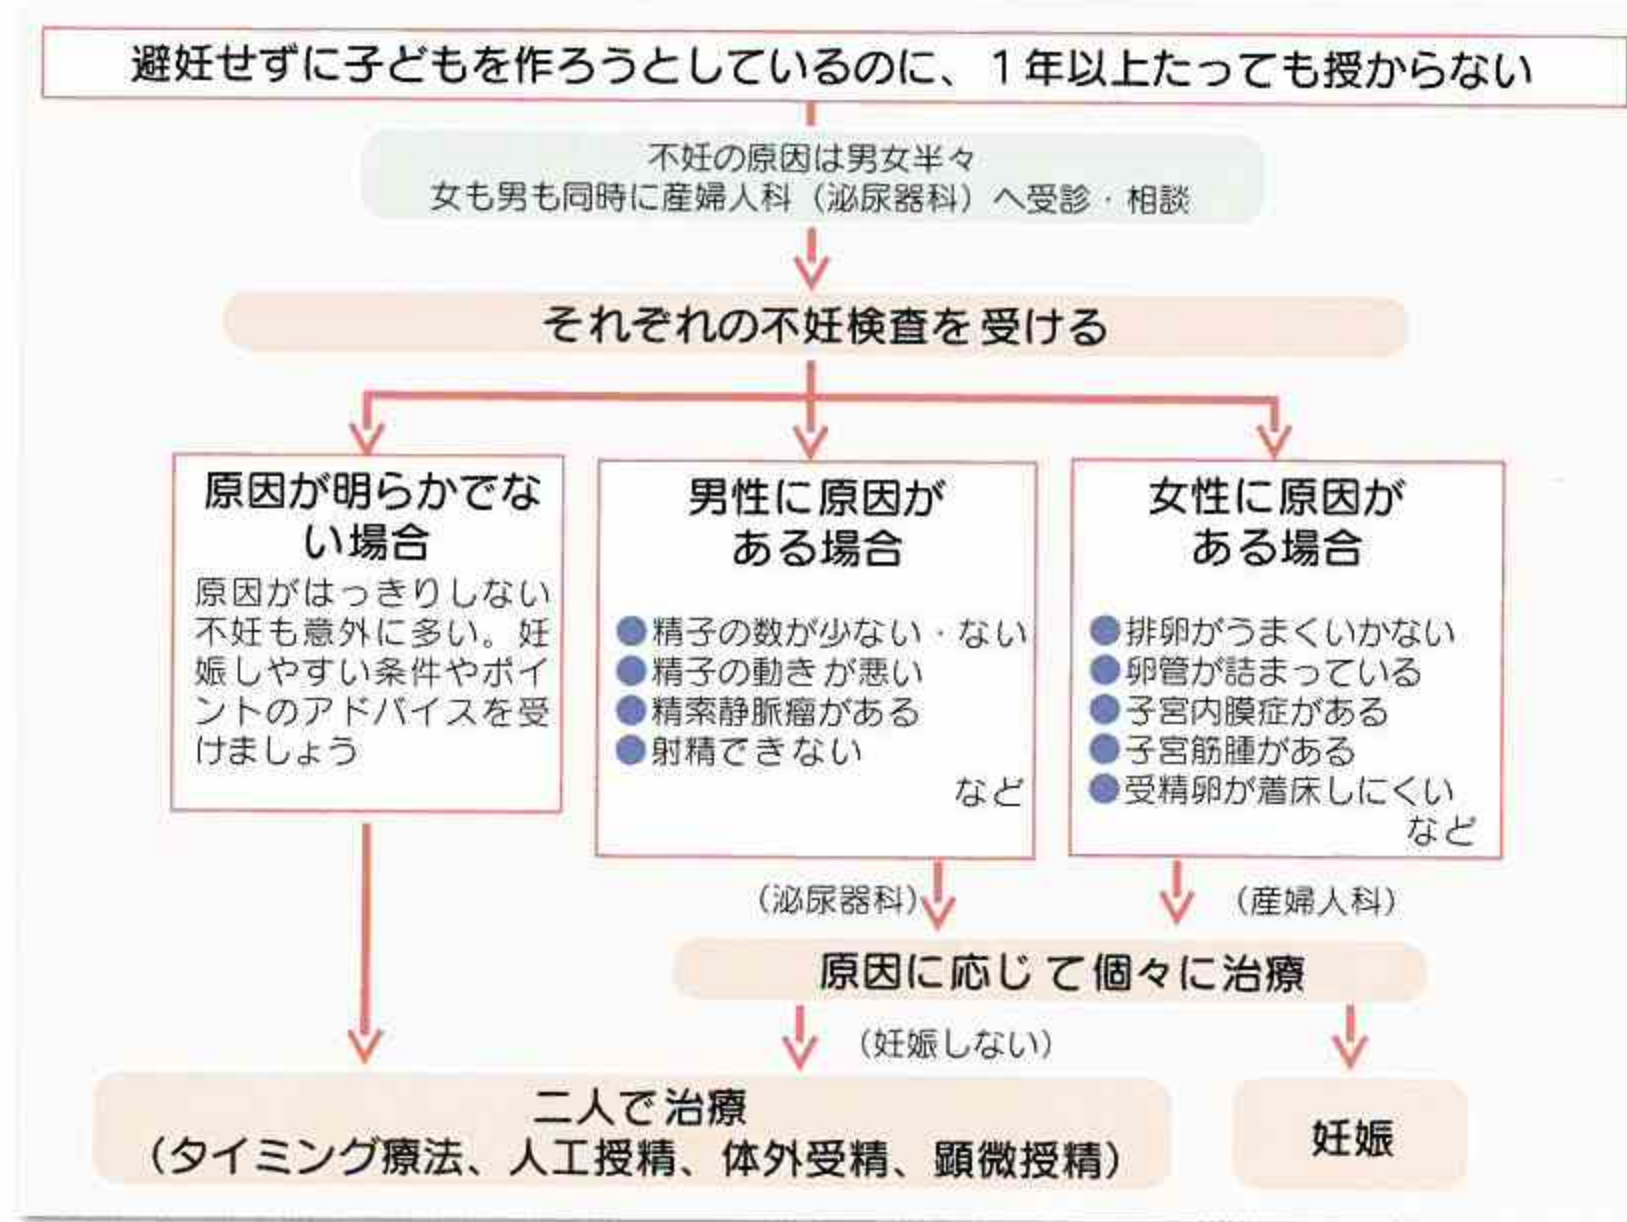 避妊せずに子どもを作ろうとしているのに、1年以上たっても授からない
不妊の原因は男女半々
女も男も同時に産婦人科（泌尿器科）へ受診・相談
それぞれの不妊検査を受ける
原因が明らかでな
い場合
原因がはっきりしない
不妊も意外に多い。妊
娠しやすい条件やポイ
ントのアドバイスを受
けましょう
男性に原因が
ある場合
●精子の数が少ない・ない
●精子の動きが悪い
●精索静脈瘤がある
●射精できない
など
女性に原因が
ある場合
●排卵がうまくいかない
●卵管が詰まっている
●子宮内膜症がある
●子宮筋腫がある
●受精卵が着床しにくい
など
（泌尿器科）
（産婦人科）
原因に応じて個々に治療
（妊娠しない）
二人で治療
（タイミング療法、人工授精、体外受精、顕微授精）
妊娠